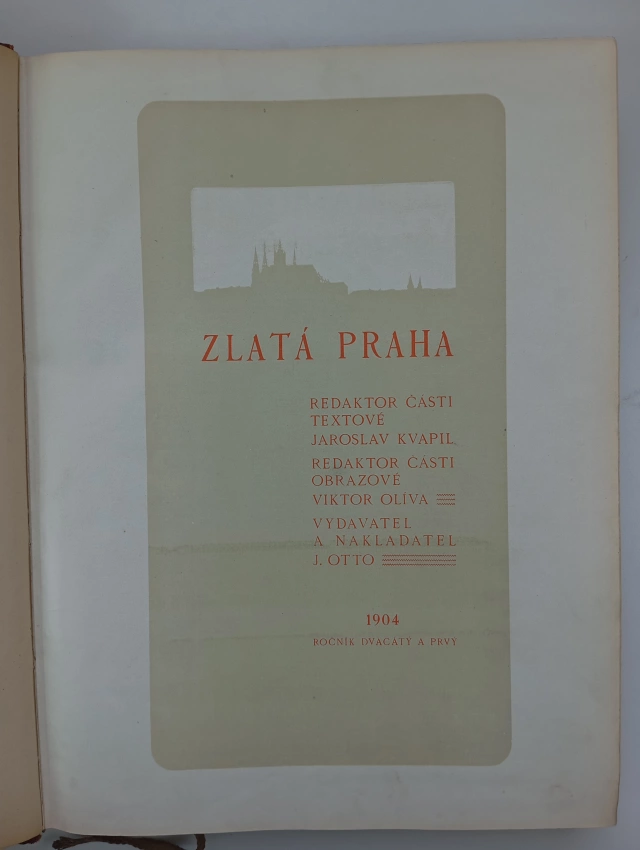 ZLATÁ PRAHA
REDAKTOR ČÁSTI
TEXTOVÉ
JAROSLAV KVAPIL
REDAKTOR ČÁSTI
OBRAZOVÉ
VIKTOR OLIVA
VYDAVATEL
A NAKLADATEL
J. OTTO
1904
ROČNÍK DVACÁTÝ A PRVÝ